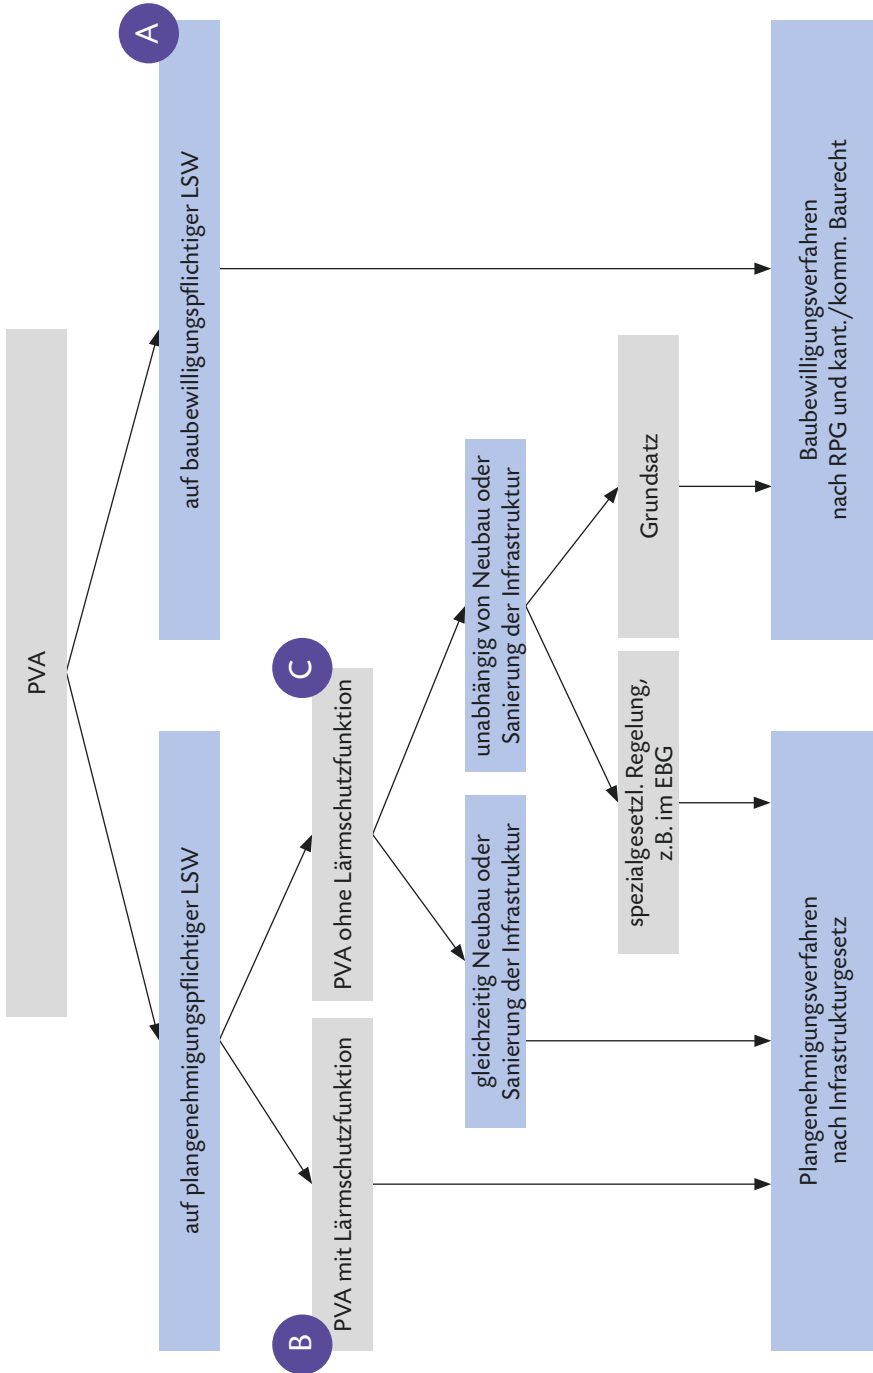 PVA
auf plangenehmigungspflichtiger LSW
A
auf baubewilligungspflichtiger LSW
B
PVA mit Lärmschutzfunktion
C
PVA ohne Lärmschutzfunktion
gleichzeitig Neubau oder
Sanierung der Infrastruktur
unabhängig von Neubau oder
Sanierung der Infrastruktur
spezialgesetzl. Regelung,
z.B. im EBG
Grundsatz
Plangenehmigungsverfahren
nach Infrastrukturgesetz
Baubewilligungsverfahren
nach RPG und kant./komm. Baurecht